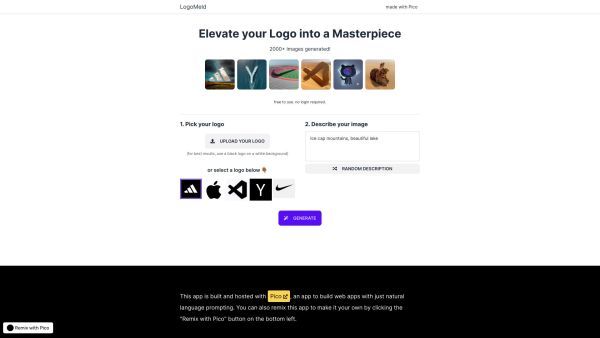 LogoMeld
made with Pico
Elevate your Logo into a Masterpiece
2000+ images generated!
free to use, no login required.
1. Pick your logo
2. Describe your image
UPLOAD YOUR LOGO
(for best results, use a black logo on a white background)
or select a logo below
Ice cap mountains, beautiful lake
RANDOM DESCRIPTION
Y
GENERATE
This app is built and hosted with Pico, an app to build web apps with just natural
language prompting. You can also remix this app to make it your own by clicking the
"Remix with Pico" button on the bottom left.
Remix with Pico